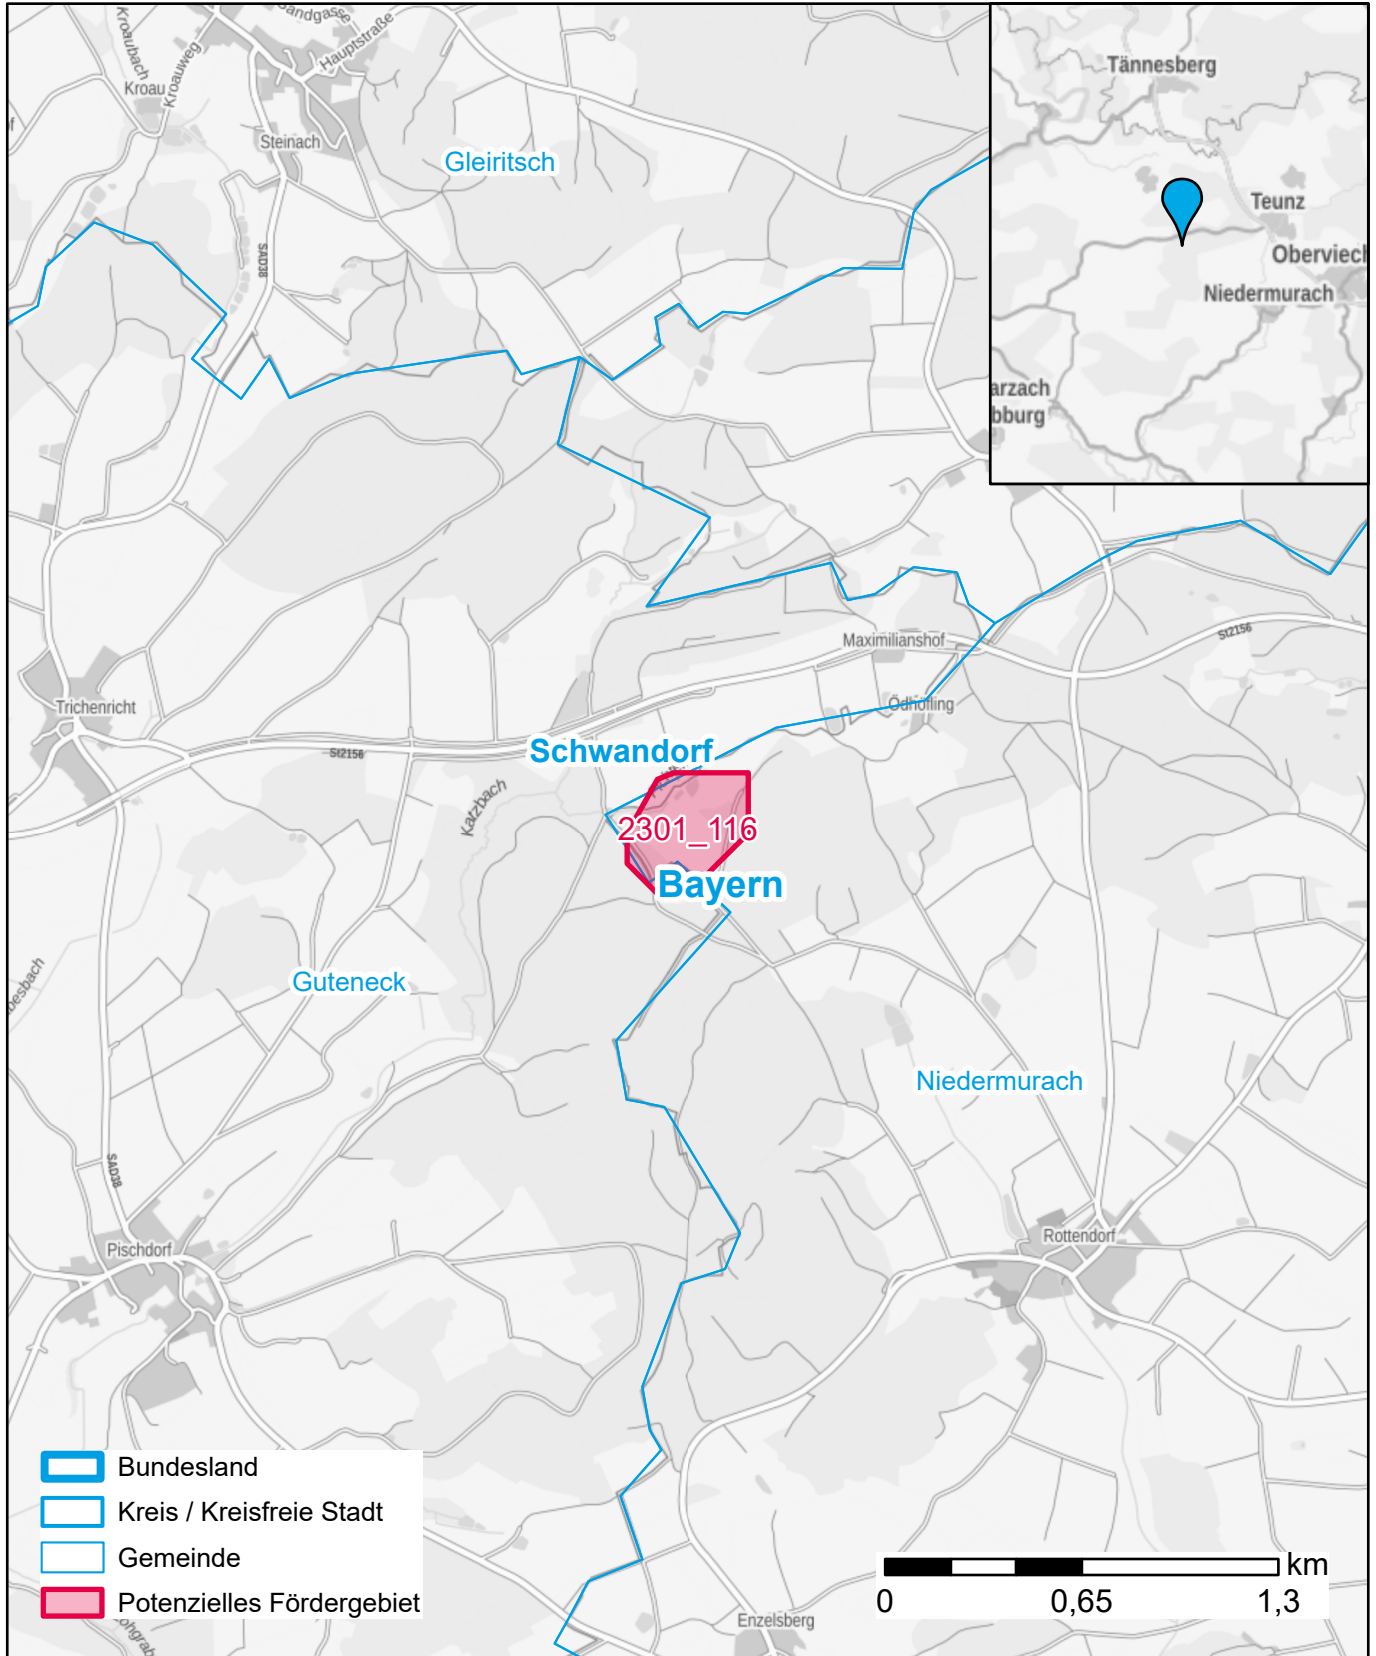 Sandgasse
Hauptstraße
Kroaubach
Kroauweg
Kroau
Steinach
Gleiritsch
SAD38
Tännesberg
Teunz
Oberviech
Niedermurach
arzach
bburg
Maximilianshof
St2156
Ödhöfling
Trichenricht
St2156
Schwandorf
Katzbach
2301_116
Bayern
Guteneck
besbach
Niedermurach
SAD38
Pischdorf
Rottendorf
Enzelsberg
ohgrab
Bundesland
Kreis / Kreisfreie Stadt
Gemeinde
Potenzielles Fördergebiet
km
0 0,65 1,3